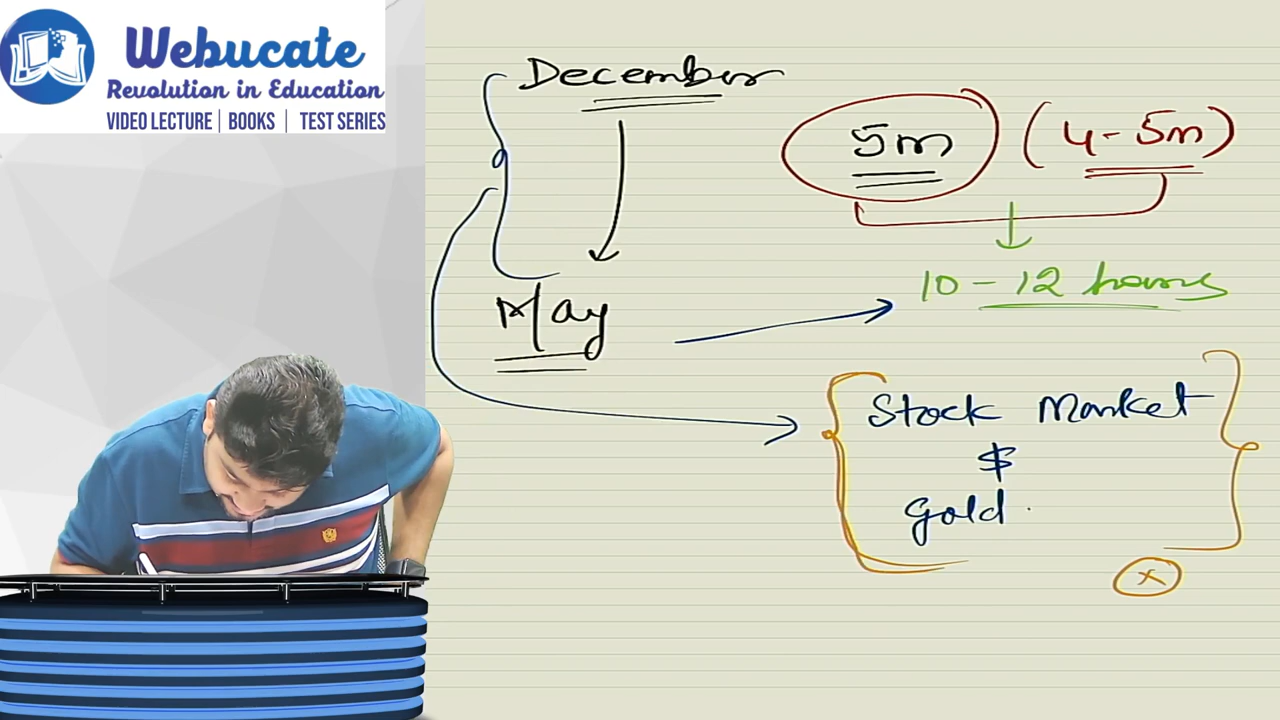 Webucate
Revolution in Education
VIDEO LECTURE | BOOKS | TEST SERIES
December
5m (4-5m)
10-12 hours
May
Stock Market
$
Gold
x